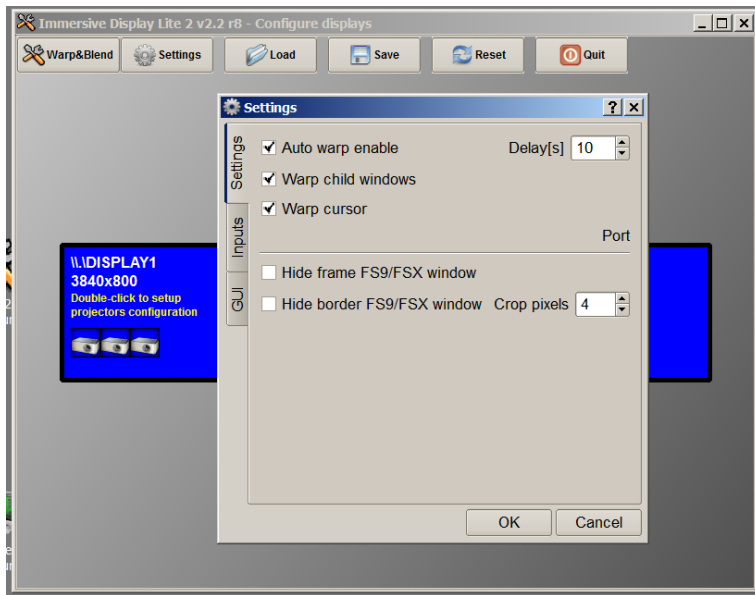 Immersive Display Lite 2 v2.2 r8 - Configure displays
Warp&Blend Settings Load Save Reset Quit
Settings
Settings
Auto warp enable Delay[s] 10
Warp child windows
Warp cursor
Inputs
Port
GUI
Hide frame FS9/FSX window
Hide border FS9/FSX window Crop pixels 4
\\.\DISPLAY1
3840x800
Double-click to setup
projectors configuration
OK Cancel